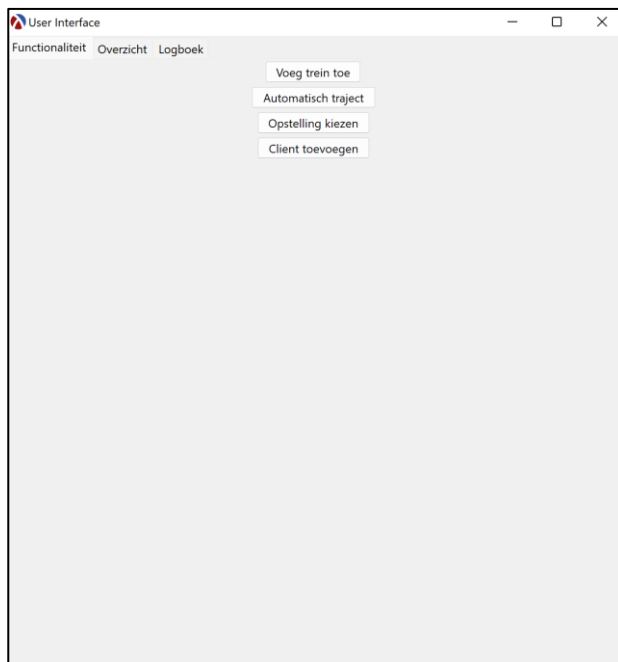 User Interface
Functionaliteit Overzicht Logboek
Voeg trein toe
Automatisch traject
Opstelling kiezen
Client toevoegen